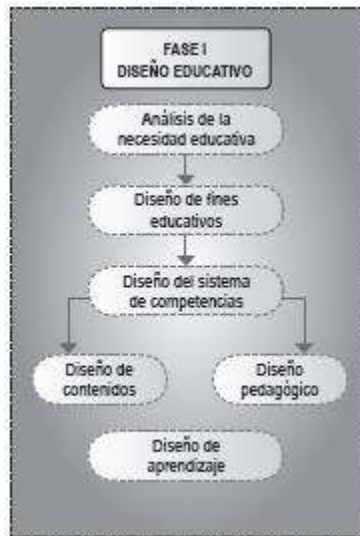 FASE I
DISEÑO EDUCATIVO
Análisis de la
necesidad educativa
Diseño de fines
educativos
Diseño del sistema
de competencias
Diseño de
contenidos
Diseño
pedagógico
Diseño de
aprendizaje